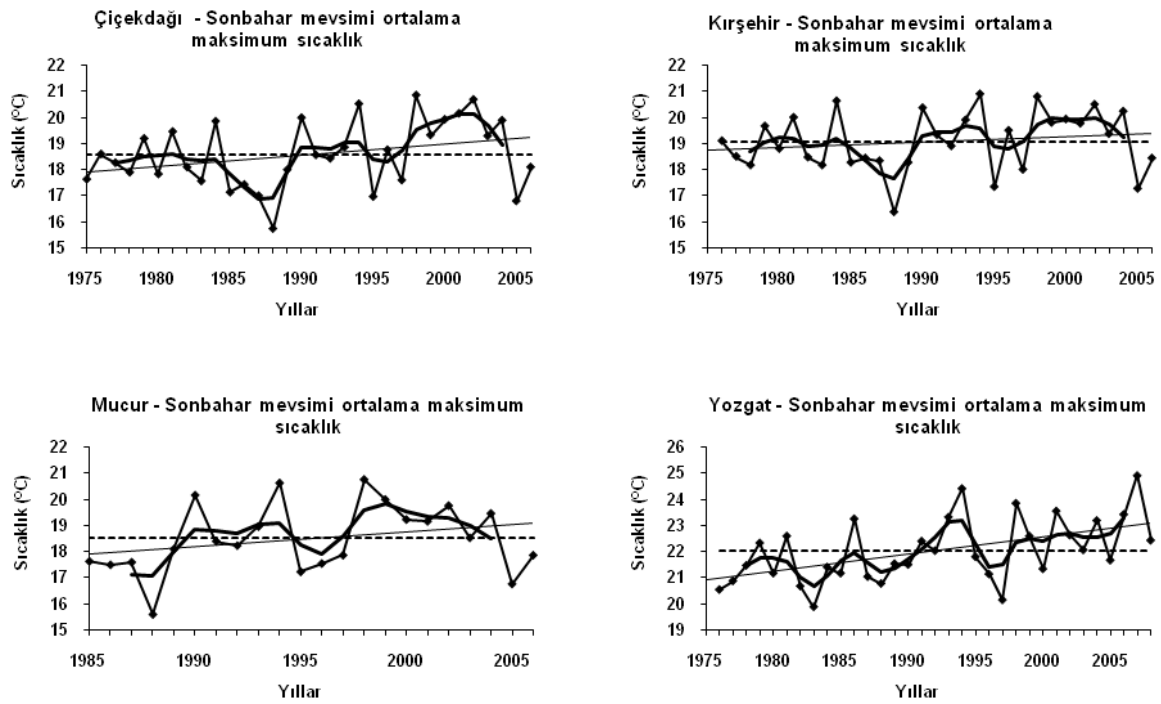 Çiçekdağı - Sonbahar mevsimi ortalama
maksimum sıcaklık
Sıcaklık (°C)
22
21
20
19
18
17
16
15
1975 1980 1985 1990 1995 2000 2005
Yıllar
Kırşehir - Sonbahar mevsimi ortalama
maksimum sıcaklık
Sıcaklık (°C)
22
21
20
19
18
17
16
15
1975 1980 1985 1990 1995 2000 2005
Yıllar
Mucur - Sonbahar mevsimi ortalama maksimum
sıcaklık
Sıcaklık (°C)
22
21
20
19
18
17
16
15
1985 1990 1995 2000 2005
Yıllar
Yozgat - Sonbahar mevsimi ortalama maksimum
sıcaklık
Sıcaklık (°C)
26
25
24
23
22
21
20
19
1975 1980 1985 1990 1995 2000 2005
Yıllar